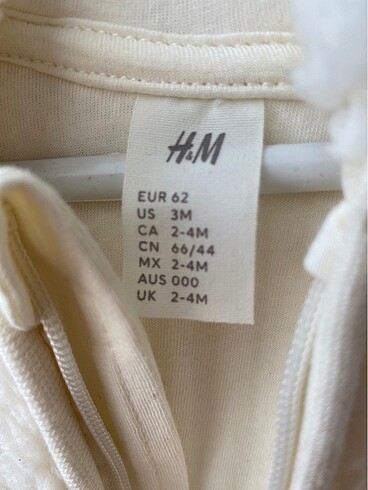 H&M
EUR 62
US 3M
CA 2-4M
CN 66/44
MX 2-4M
AUS 000
UK 2-4M